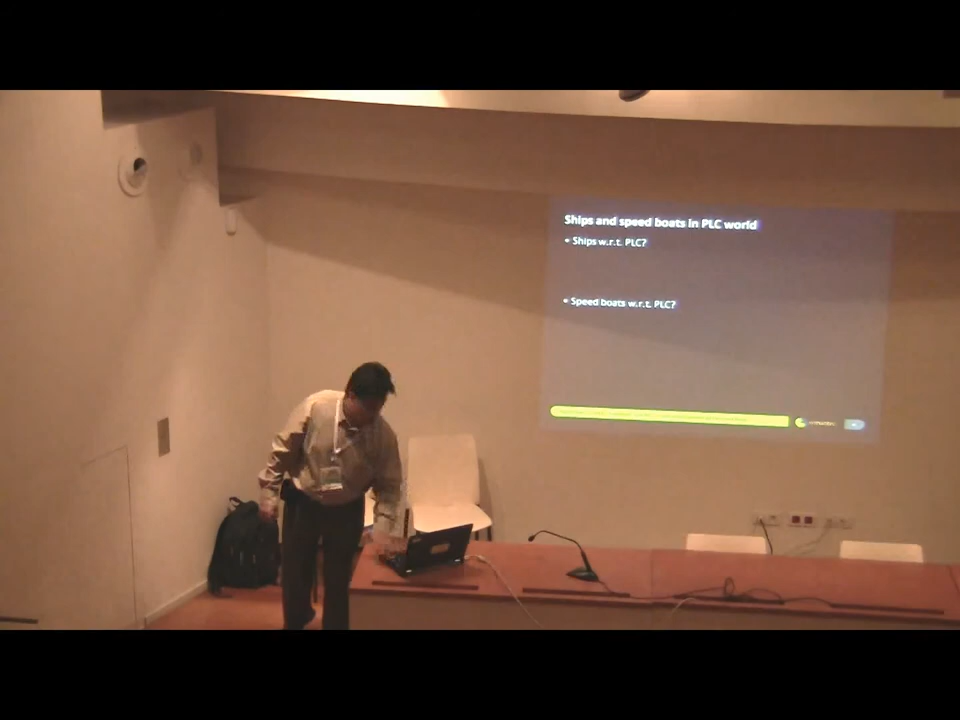 Ships and speed boats in PLC world
• Ships w.r.t. PLC?
• Speed boats w.r.t. PLC?